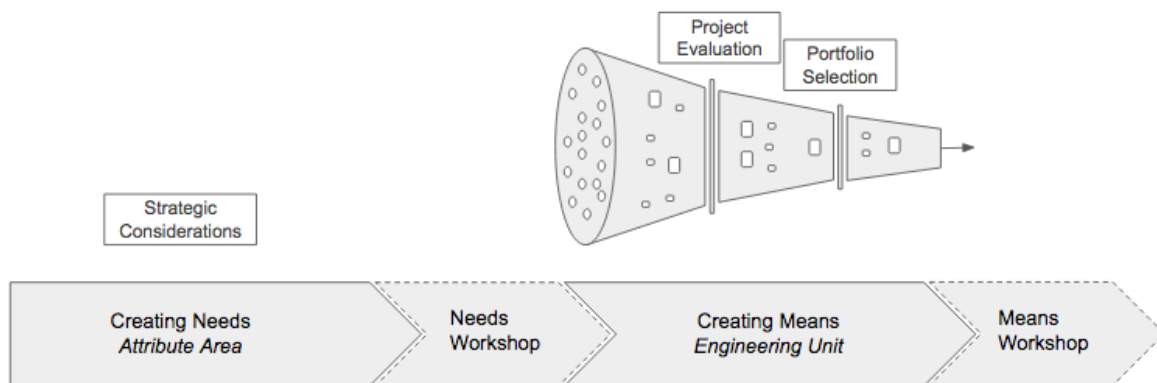 Project
Evaluation
Portfolio
Selection
Strategic
Considerations
Creating Needs
Attribute Area
Needs
Workshop
Creating Means
Engineering Unit
Means
Workshop